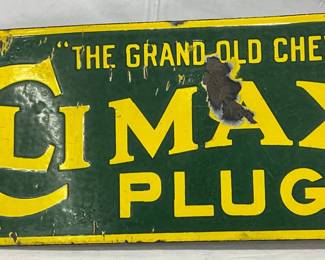 "THE GRAND OLD CHE
CLIMAX
PLUG